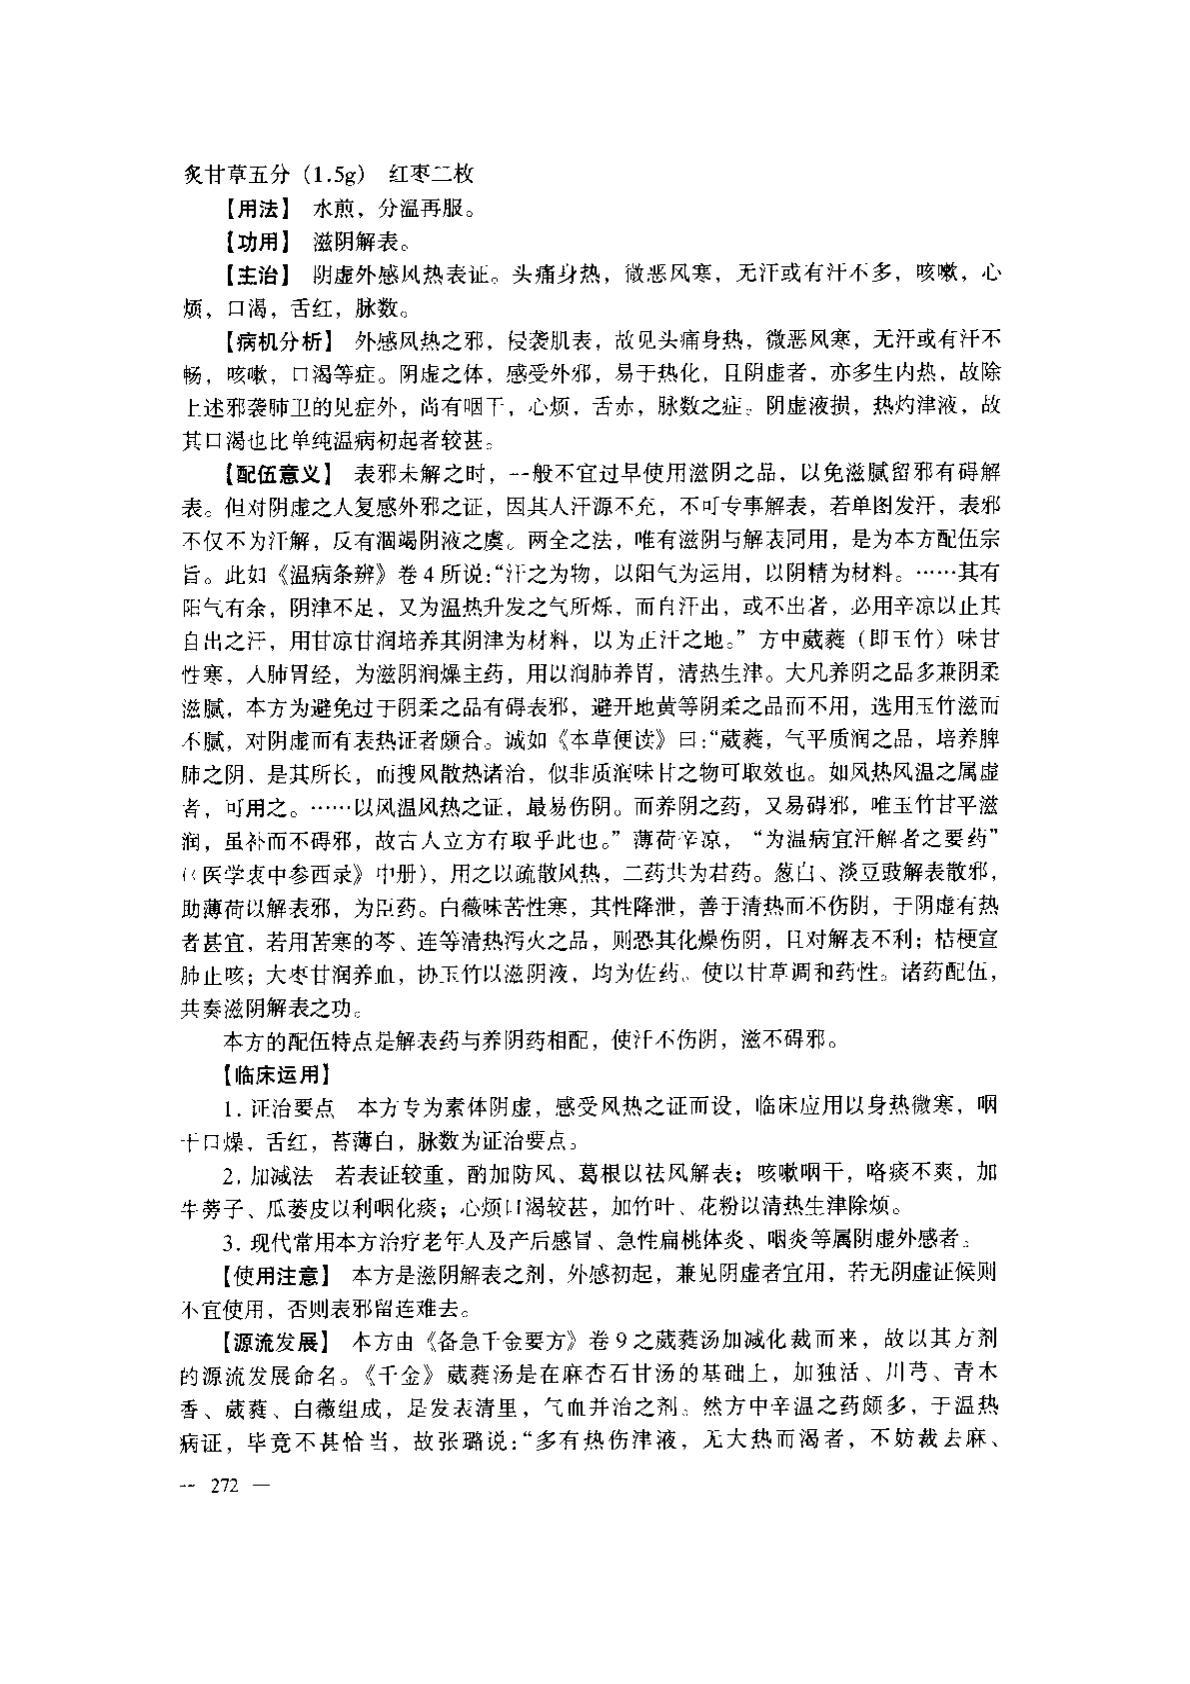 炙甘草五分（1.5g） 红枣二枚
【用法】 水煎，分温再服。
【功用】 滋阴解表。
【主治】 阴虚外感风热表证。头痛身热，微恶风寒，无汗或有汗不多，咳嗽，心
烦，口渴，舌红，脉数。
【病机分析】 外感风热之邪，侵袭肌表，故见头痛身热，微恶风寒，无汗或有汗不
畅，咳嗽，口渴等症。阴虚之体，感受外邪，易于热化，且阴虚者，亦多生内热，故除
上述邪袭肺卫的见症外，尚有咽干，心烦，舌赤，脉数之症。阴虚液损，热灼津液，故
其口渴也比单纯温病初起者较甚。
【配伍意义】 表邪未解之时，一般不宜过早使用滋阴之品，以免滋腻留邪有碍解
表。但对阴虚之人复感外邪之证，因其人汗源不充，不可专事解表，若单图发汗，表邪
不仅不为汗解，反有涸竭阴液之虞。两全之法，唯有滋阴与解表同用，是为本方配伍宗
旨。此如《温病条辨》卷4所说：“汗之为物，以阳气为运用，以阴精为材料。……其有
阳气有余，阴津不足，又为温热升发之气所烁，而自汗出，或不出者，必用辛凉以止其
自出之汗，用甘凉甘润培养其阴津为材料，以为正汗之地。”方中葳蕤（即玉竹）味甘
性寒，入肺胃经，为滋阴润燥主药，用以润肺养胃，清热生津。大凡养阴之品多兼阴柔
滋腻，本方为避免过于阴柔之品有碍表邪，避开地黄等阴柔之品而不用，选用玉竹滋而
不腻，对阴虚而有表热证者颇合。诚如《本草便读》曰：“葳蕤，气平质润之品，培养脾
肺之阴，是其所长，而搜风散热诸治，似非质润味甘之物可取效也。如风热风温之属虚
者，可用之。……以风温风热之证，最易伤阴。而养阴之药，又易碍邪，唯玉竹甘平滋
润，虽补而不碍邪，故古人立方有取乎此也。”薄荷辛凉，“为温病宜汗解者之要药”
（《医学衷中参西录》中册），用之以疏散风热，二药共为君药。葱白、淡豆豉解表散邪，
助薄荷以解表邪，为臣药。白薇味苦性寒，其性降泄，善于清热而不伤阴，于阴虚有热
者甚宜，若用苦寒的芩、连等清热泻火之品，则恐其化燥伤阴，且对解表不利；桔梗宣
肺止咳；大枣甘润养血，协玉竹以滋阴液，均为佐药。使以甘草调和药性。诸药配伍，
共奏滋阴解表之功。
本方的配伍特点是解表药与养阴药相配，使汗不伤阴，滋不碍邪。
【临床运用】
1. 证治要点 本方专为素体阴虚，感受风热之证而设，临床应用以身热微寒，咽
干口燥，舌红，苔薄白，脉数为证治要点。
2. 加减法 若表证较重，酌加防风、葛根以祛风解表；咳嗽咽干，咯痰不爽，加
牛蒡子、瓜蒌皮以利咽化痰；心烦口渴较甚，加竹叶、花粉以清热生津除烦。
3. 现代常用本方治疗老年人及产后感冒、急性扁桃体炎、咽炎等属阴虚外感者。
【使用注意】 本方是滋阴解表之剂，外感初起，兼见阴虚者宜用，若无阴虚证候则
不宜使用，否则表邪留连难去。
【源流发展】 本方由《备急千金要方》卷9之葳蕤汤加减化裁而来，故以其方剂
的源流发展命名。《千金》葳蕤汤是在麻杏石甘汤的基础上，加独活、川芎、青木
香、葳蕤、白薇组成，是发表清里，气血并治之剂。然方中辛温之药颇多，于温热
病证，毕竟不甚恰当，故张璐说：“多有热伤津液，无大热而渴者，不妨裁去麻、
— 272 —